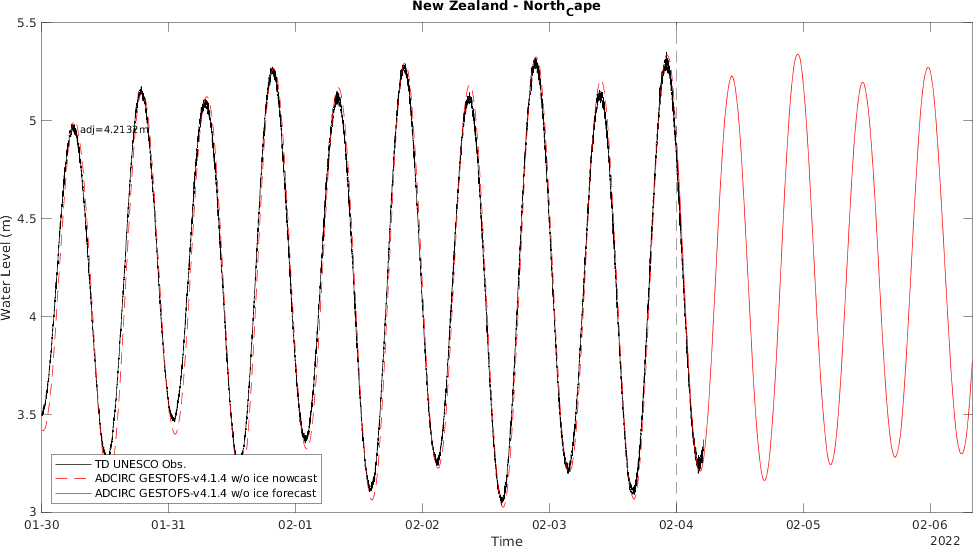 New Zealand - NorthCape
5.5
5
4.5
4
3.5
3
Water Level (m)
adj=4.2132m
TD UNESCO Obs.
ADCIRC GESTOFS-v4.1.4 w/o ice nowcast
ADCIRC GESTOFS-v4.1.4 w/o ice forecast
01-30 01-31 02-01 02-02 02-03 02-04 02-05 02-06
Time
2022